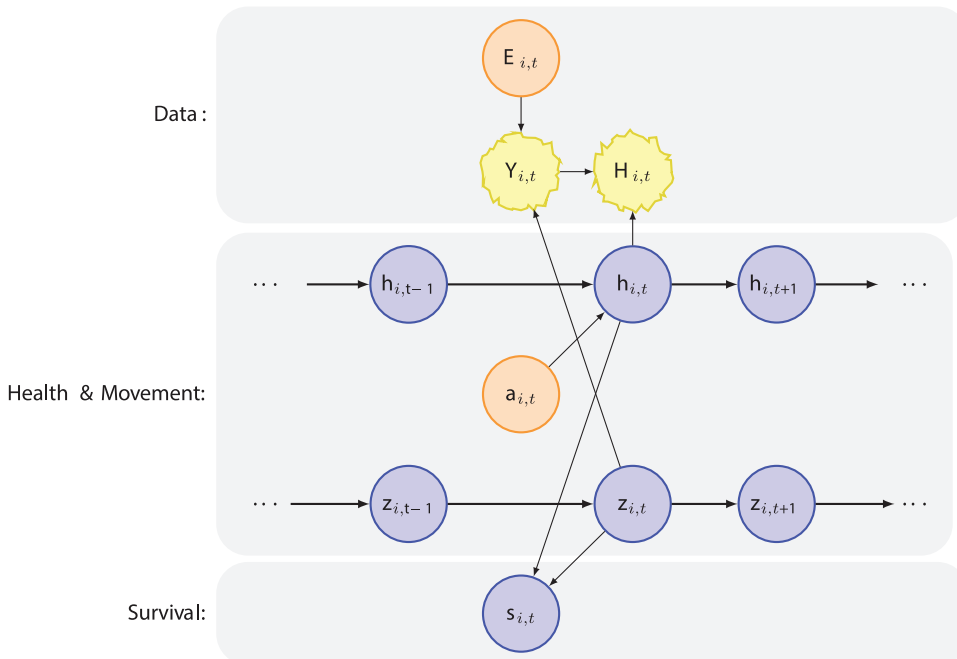 E i,t
Data :
Y i,t H i,t
... h i,t− 1 h i,t h i,t+1 ...
Health & Movement:
a i,t
... z i,t− 1 z i,t z i,t+1 ...
Survival:
s i,t